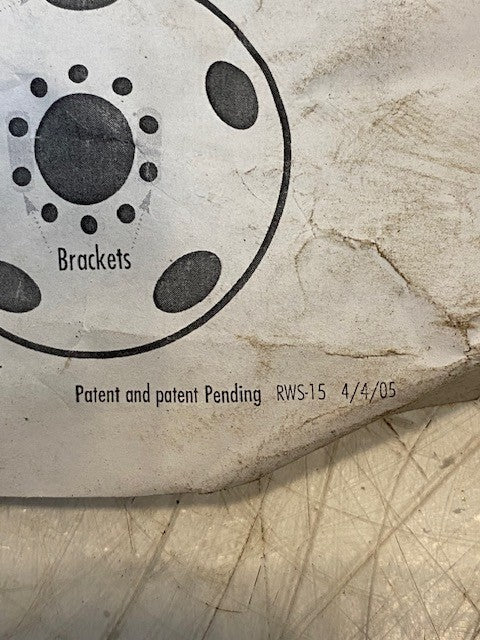 Brackets
Patent and patent Pending RWS-15 4/4/05